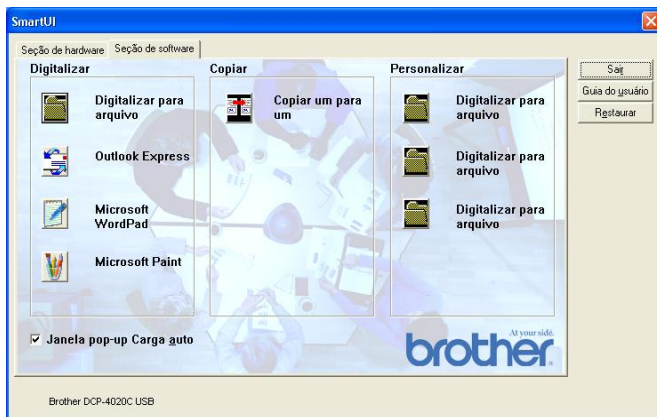 SmartUI
Seção de hardware
Seção de software
Digitalizar
Digitalizar para
arquivo
Outlook Express
Microsoft
WordPad
Microsoft Paint
Copiar
Copiar um para
um
Personalizar
Digitalizar para
arquivo
Digitalizar para
arquivo
Digitalizar para
arquivo
Sair
Guia do usuário
Restaurar
Janela pop-up Carga auto
At your side.
brother
Brother DCP-4020C USB